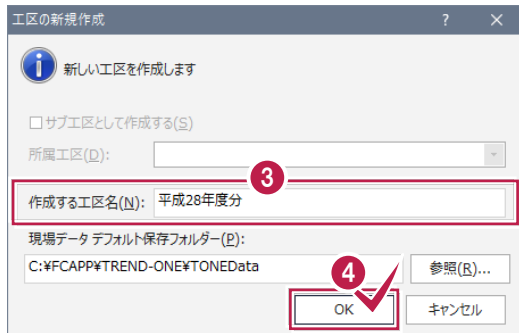 工区の新規作成 ? ×
新しい工区を作成します
サブ工区として作成する(S)
所属工区(D):
3
作成する工区名(N): 平成28年度分
現場データ デフォルト保存フォルダー(P):
C:¥FCAPP¥TREND-ONE¥TONEData 参照(R)...
4
OK キャンセル